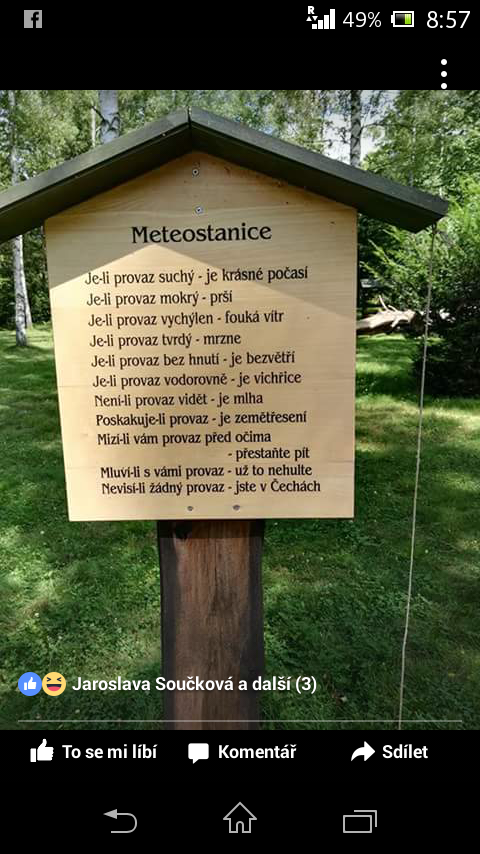 R
49%
8:57
Meteostanice
Je-li provaz suchý - je krásné počasí
Je-li provaz mokrý - prší
Je-li provaz vychýlen - fouká vítr
Je-li provaz tvrdý - mrzne
Je-li provaz bez hnutí - je bezvětří
Je-li provaz vodorovně - je vichřice
Není-li provaz vidět - je mlha
Poskakuje-li provaz - je zemětřesení
Mizí-li vám provaz před očima
- přestaňte pít
Mluví-li s vámi provaz - už to nehulte
Nevisí-li žádný provaz - jste v Čechách
Jaroslava Součková a další (3)
To se mi líbí
Komentář
Sdílet